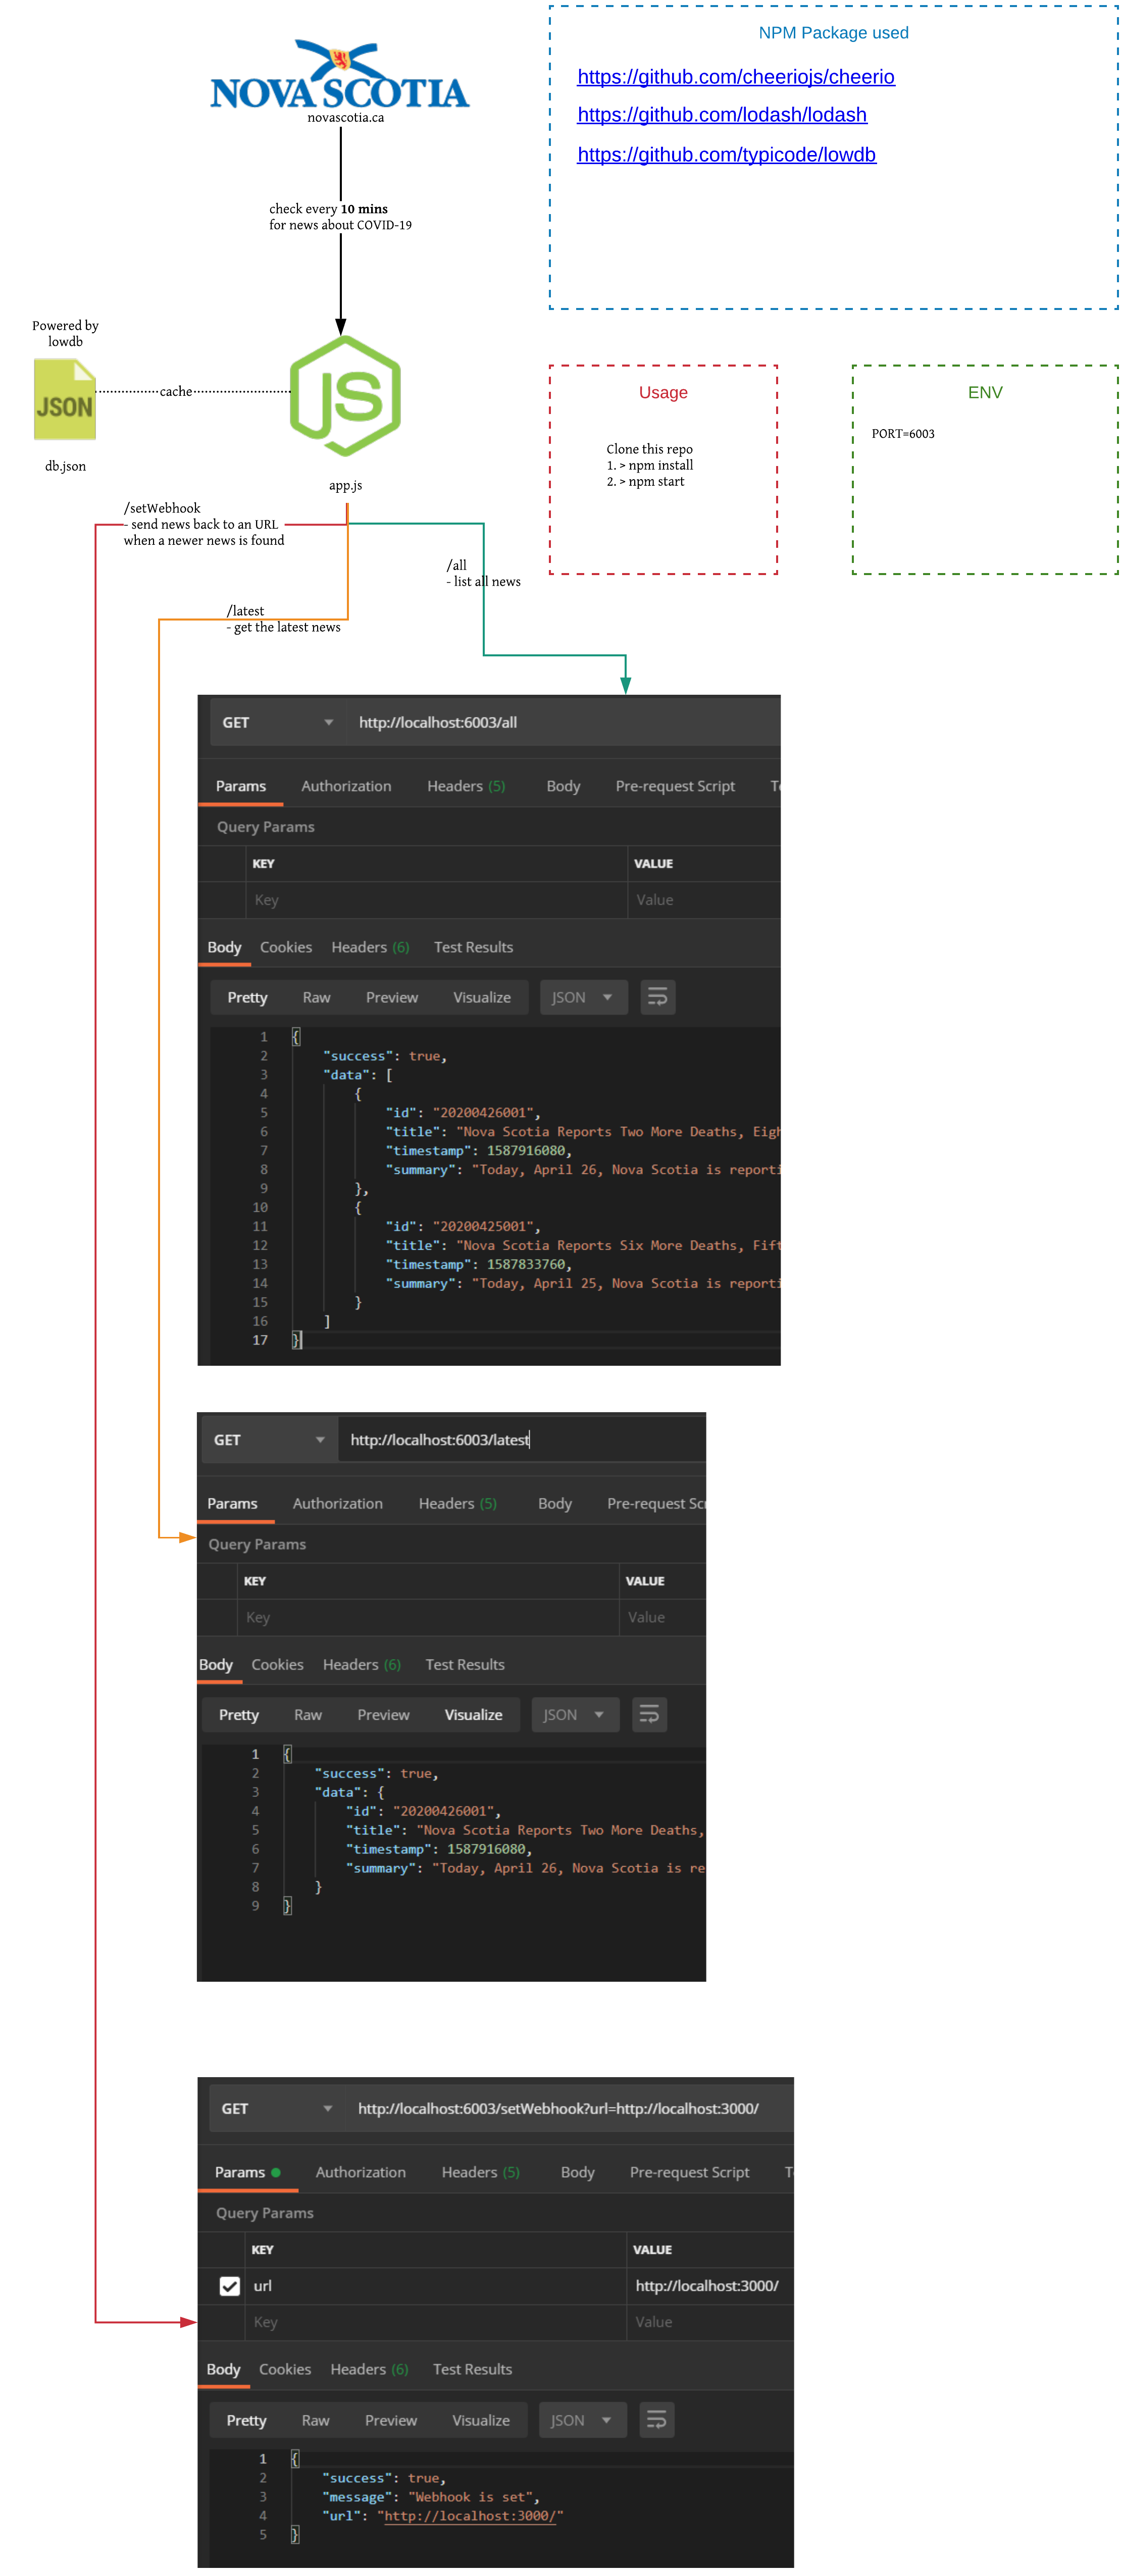 NOVA SCOTIA
novascotia.ca
check every 10 mins
for news about COVID-19
NPM Package used
https://github.com/cheeriojs/cheerio
https://github.com/lodash/lodash
https://github.com/typicode/lowdb
Powered by
lowdb
JSON
cache
JS
db.json
app.js
Usage
Clone this repo
1. > npm install
2. > npm start
ENV
PORT=6003
/setWebhook
- send news back to an URL
when a newer news is found
/all
- list all news
/latest
- get the latest news
GET http://localhost:6003/all
Params Authorization Headers (5) Body Pre-request Script
Query Params
KEY VALUE
Key Value
Body Cookies Headers (6) Test Results
Pretty Raw Preview Visualize JSON
1 {
2 "success": true,
3 "data": [
4 {
5 "id": "20200426001",
6 "title": "Nova Scotia Reports Two More Deaths, Eigh
7 "timestamp": 1587916080,
8 "summary": "Today, April 26, Nova Scotia is reporti
9 },
10 {
11 "id": "20200425001",
12 "title": "Nova Scotia Reports Six More Deaths, Fift
13 "timestamp": 1587833760,
14 "summary": "Today, April 25, Nova Scotia is reporti
15 }
16 ]
17 }
GET http://localhost:6003/latest
Params Authorization Headers (5) Body Pre-request Scr
Query Params
KEY VALUE
Key Value
Body Cookies Headers (6) Test Results
Pretty Raw Preview Visualize JSON
1 {
2 "success": true,
3 "data": {
4 "id": "20200426001",
5 "title": "Nova Scotia Reports Two More Deaths,
6 "timestamp": 1587916080,
7 "summary": "Today, April 26, Nova Scotia is re
8 }
9 }
GET http://localhost:6003/setWebhook?url=http://localhost:3000/
Params Authorization Headers (5) Body Pre-request Script
Query Params
KEY VALUE
url http://localhost:3000/
Key Value
Body Cookies Headers (6) Test Results
Pretty Raw Preview Visualize JSON
1 {
2 "success": true,
3 "message": "Webhook is set",
4 "url": "http://localhost:3000/"
5 }